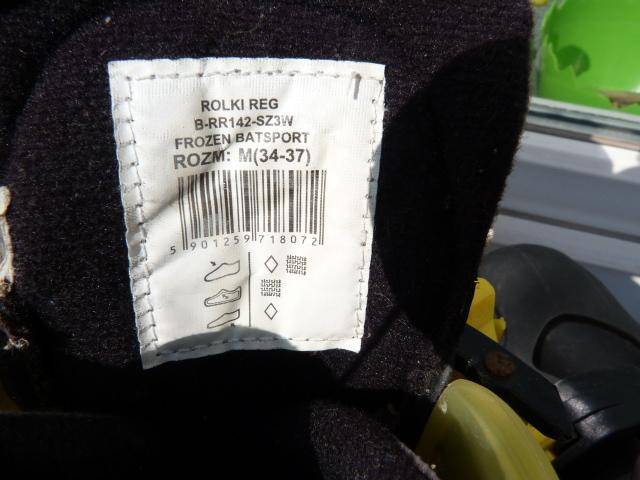 ROLKI REG
B-RR142-SZ3W
FROZEN BATSPORT
ROZM: M(34-37)
5 901259 718072